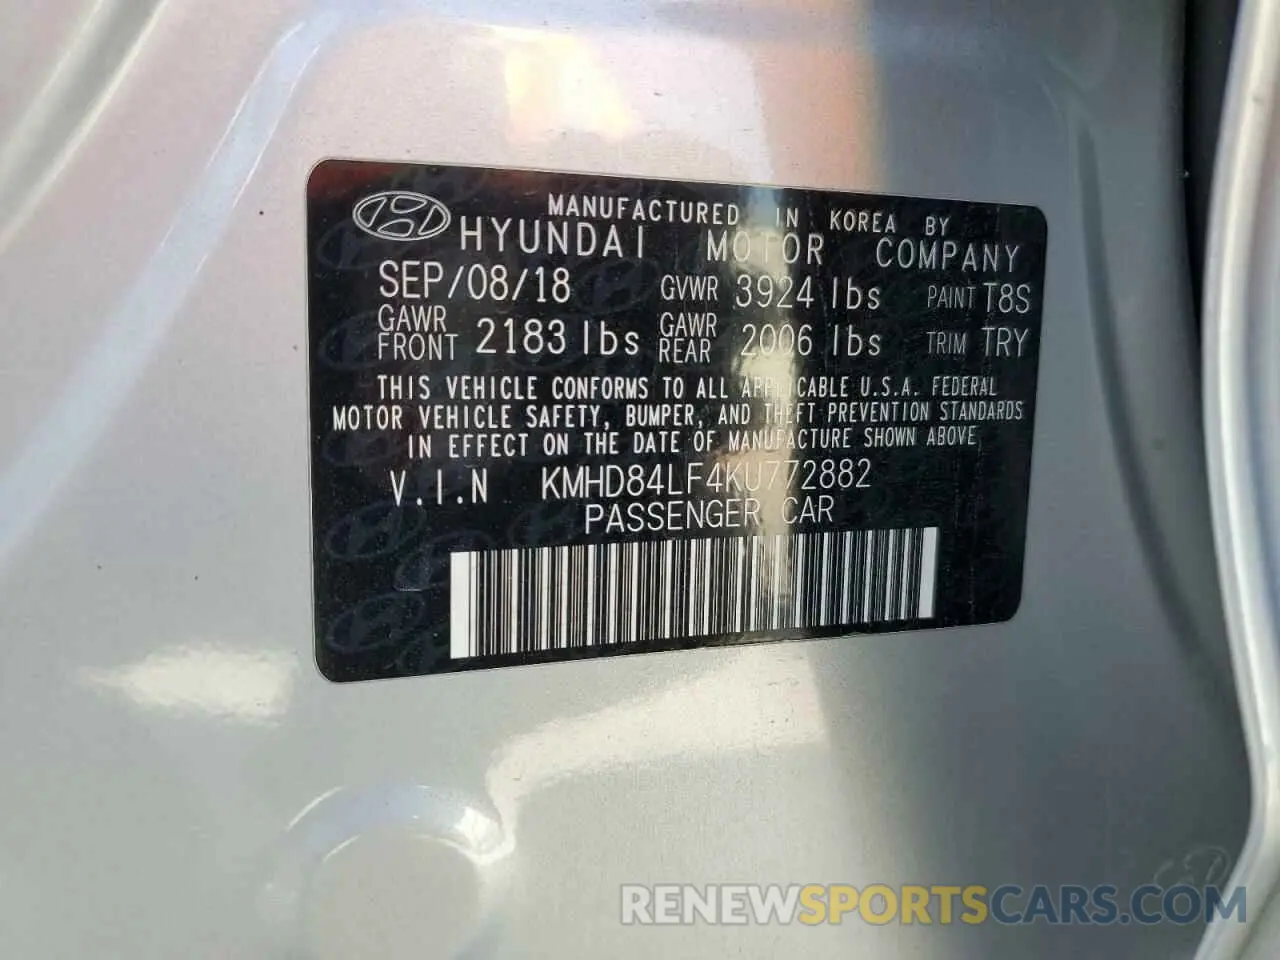 MANUFACTURED IN KOREA BY
HYUNDAI MOTOR COMPANY
SEP/08/18 GVWR 3924 lbs PAINT T8S
GAWR FRONT 2183 lbs GAWR REAR 2006 lbs TRIM TRY
THIS VEHICLE CONFORMS TO ALL APPLICABLE U.S.A. FEDERAL
MOTOR VEHICLE SAFETY, BUMPER, AND THEFT PREVENTION STANDARDS
IN EFFECT ON THE DATE OF MANUFACTURE SHOWN ABOVE
V.I.N KMHD84LF4KU772882
PASSENGER CAR
RENEWSPORTSCARS.COM